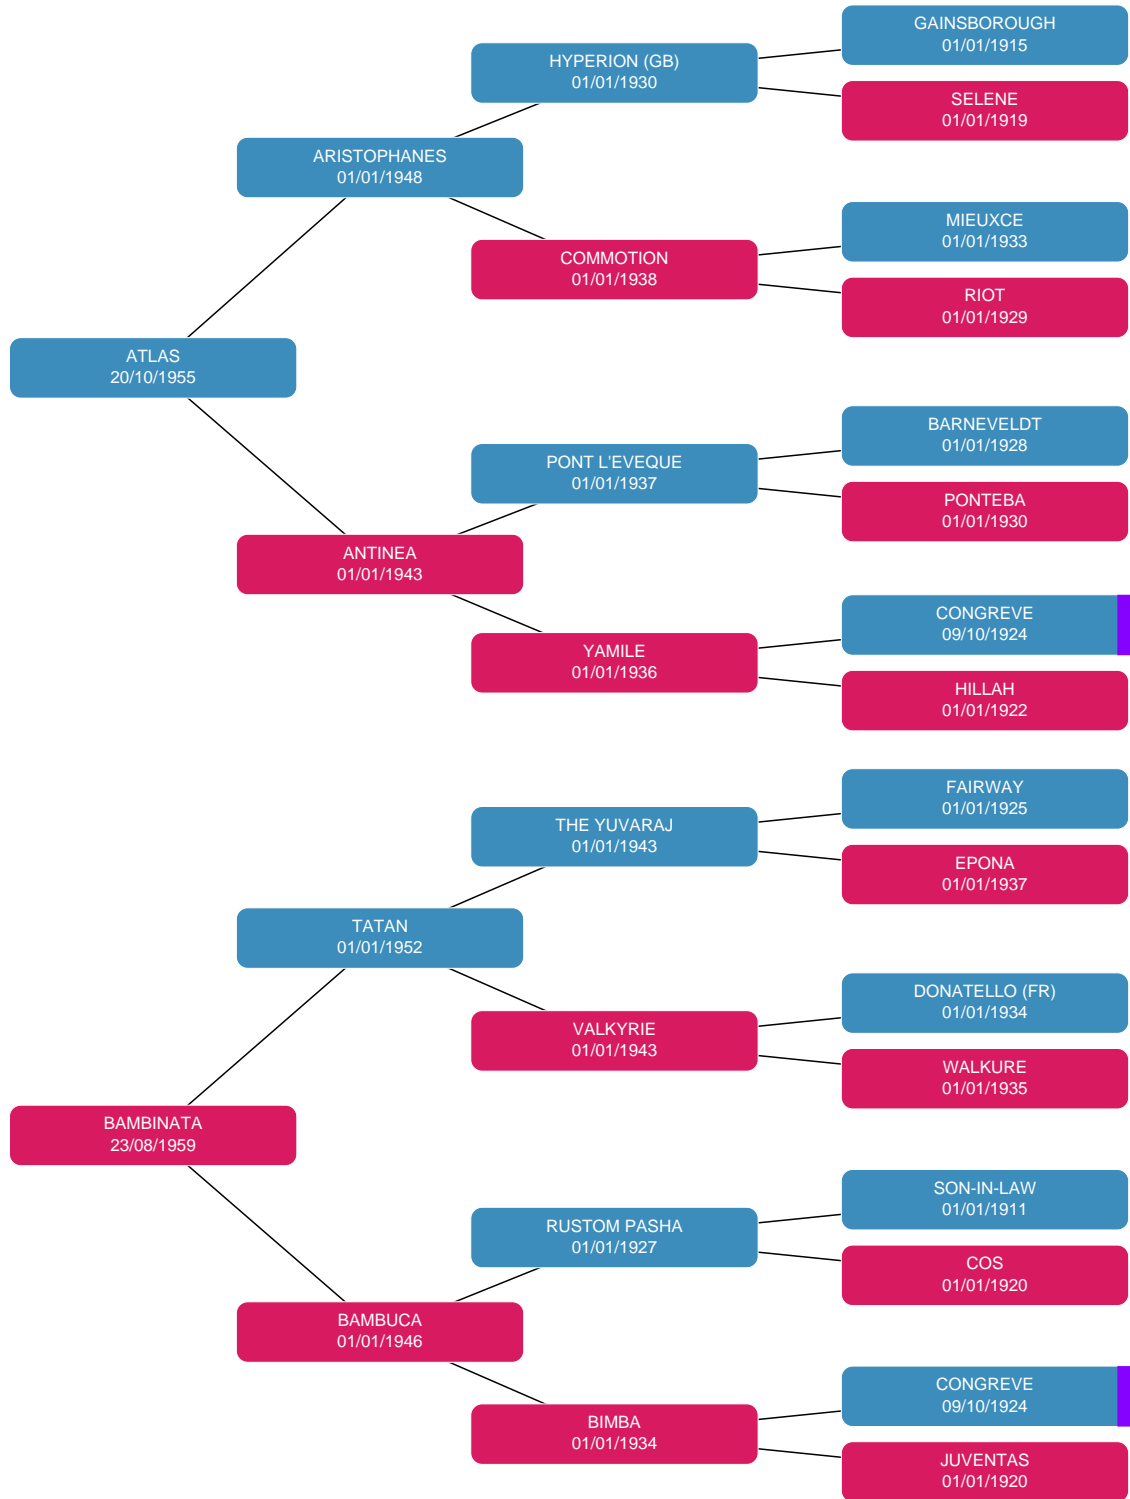 GAINSBOROUGH
01/01/1915
HYPERION (GB)
01/01/1930
SELENE
01/01/1919
ARISTOPHANES
01/01/1948
MIEUXCE
01/01/1933
COMMOTION
01/01/1938
RIOT
01/01/1929
ATLAS
20/10/1955
BARNEVELDT
01/01/1928
PONT L'EVEQUE
01/01/1937
PONTEBA
01/01/1930
ANTINEA
01/01/1943
CONGREVE
09/10/1924
YAMILE
01/01/1936
HILLAH
01/01/1922
FAIRWAY
01/01/1925
THE YUVARAJ
01/01/1943
EPONA
01/01/1937
TATAN
01/01/1952
DONATELLO (FR)
01/01/1934
VALKYRIE
01/01/1943
WALKURE
01/01/1935
BAMBINATA
23/08/1959
SON-IN-LAW
01/01/1911
RUSTOM PASHA
01/01/1927
COS
01/01/1920
BAMBUCA
01/01/1946
CONGREVE
09/10/1924
BIMBA
01/01/1934
JUVENTAS
01/01/1920